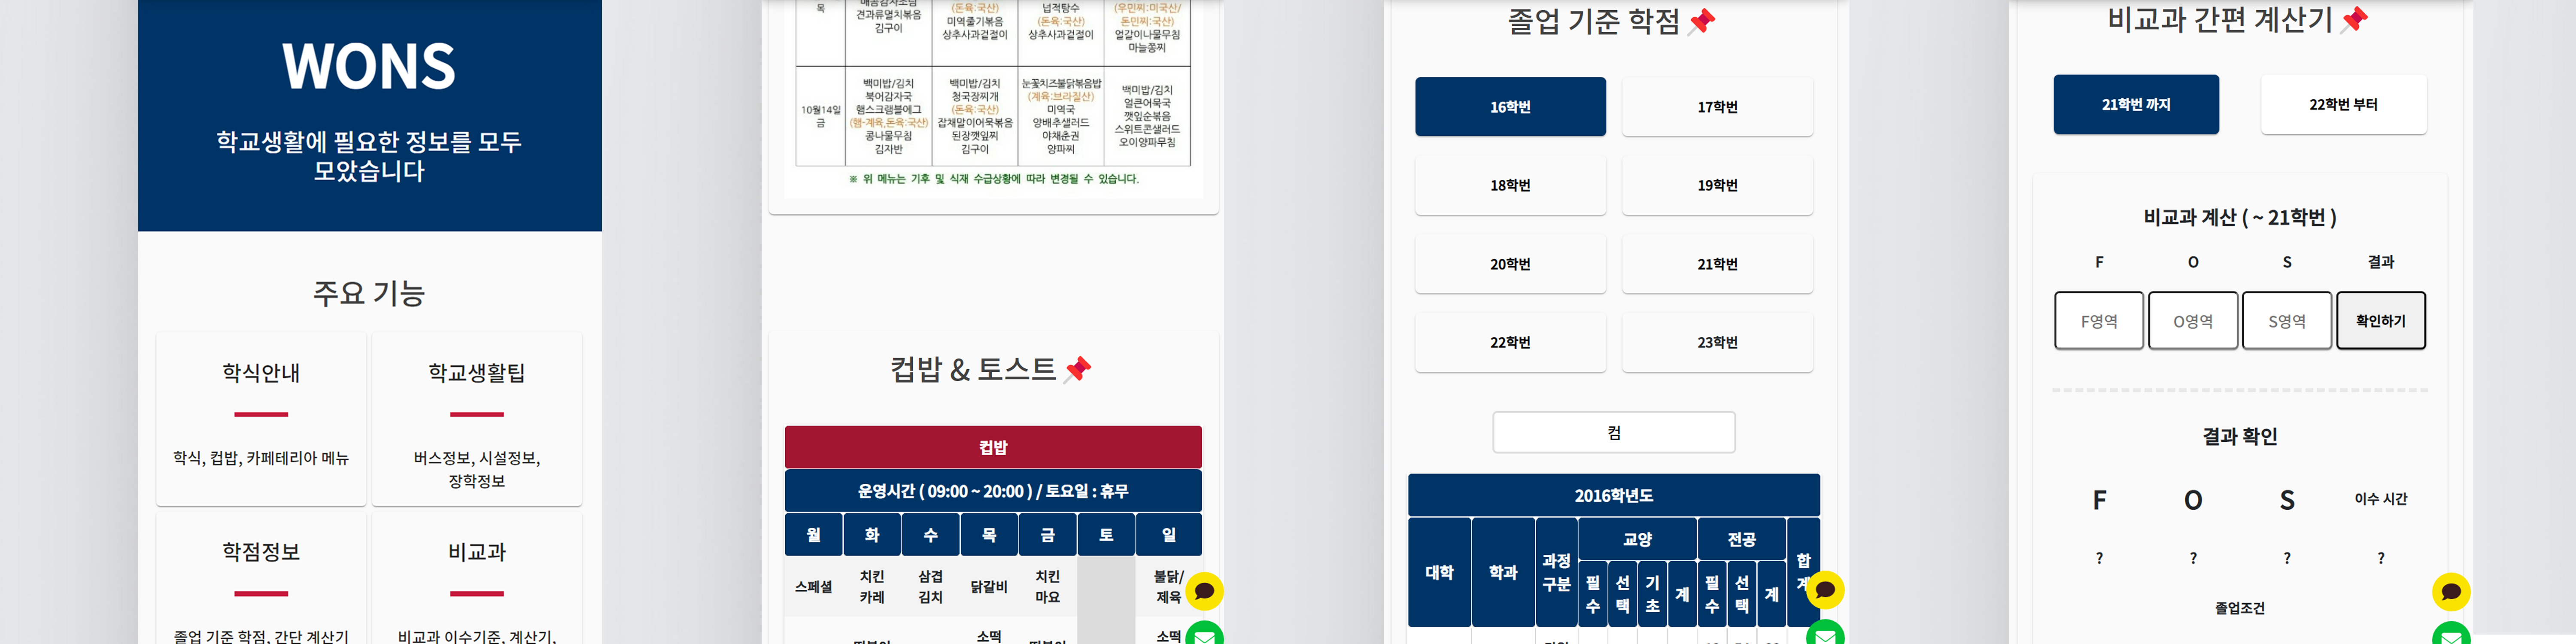 WONS
학교생활에 필요한 정보를 모두
모았습니다
주요 기능
학식안내
학교생활팁
학식, 컵밥, 카페테리아 메뉴
버스정보, 시설정보,
장학정보
학점정보
비교과
졸업 기준 학점, 간단 계산기
비교과 이수기준, 계산기,
목
매콤감자조림
견과류멸치볶음
김구이
(돈육:국산)
미역줄기볶음
상추사과겉절이
넙적탕수
(돈육:국산)
상추사과겉절이
(우민찌:미국산/
돈민찌:국산)
얼갈이나물무침
마늘쫑찌
10월14일
금
백미밥/김치
북어감자국
햄스크램블에그
(햄-계육,돈육:국산)
콩나물무침
김자반
백미밥/김치
청국장찌개
(돈육:국산)
잡채말이어묵볶음
된장깻잎찌
김구이
눈꽃치즈불닭볶음밥
(계육:브라질산)
미역국
양배추샐러드
야채춘권
양파찌
백미밥/김치
얼큰어묵국
깻잎순볶음
스위트콘샐러드
오이양파무침
※ 위 메뉴는 기후 및 식재 수급상황에 따라 변경될 수 있습니다.
컵밥 & 토스트
컵밥
운영시간 ( 09:00 ~ 20:00 ) / 토요일 : 휴무
월 화 수 목 금 토 일
스페셜
치킨
카레
삼겹
김치
닭갈비
치킨
마요
불닭/
제육
소떡
소떡
졸업 기준 학점
16학번
17학번
18학번
19학번
20학번
21학번
22학번
23학번
컴
2016학년도
대학
학과
과정
구분
교양
전공
합
계
필
수
선
택
기
초
계
필
수
선
택
계
비교과 간편 계산기
21학번 까지
22학번 부터
비교과 계산 ( ~ 21학번 )
F O S 결과
F영역 O영역 S영역 확인하기
결과 확인
F O S 이수 시간
? ? ? ?
졸업조건